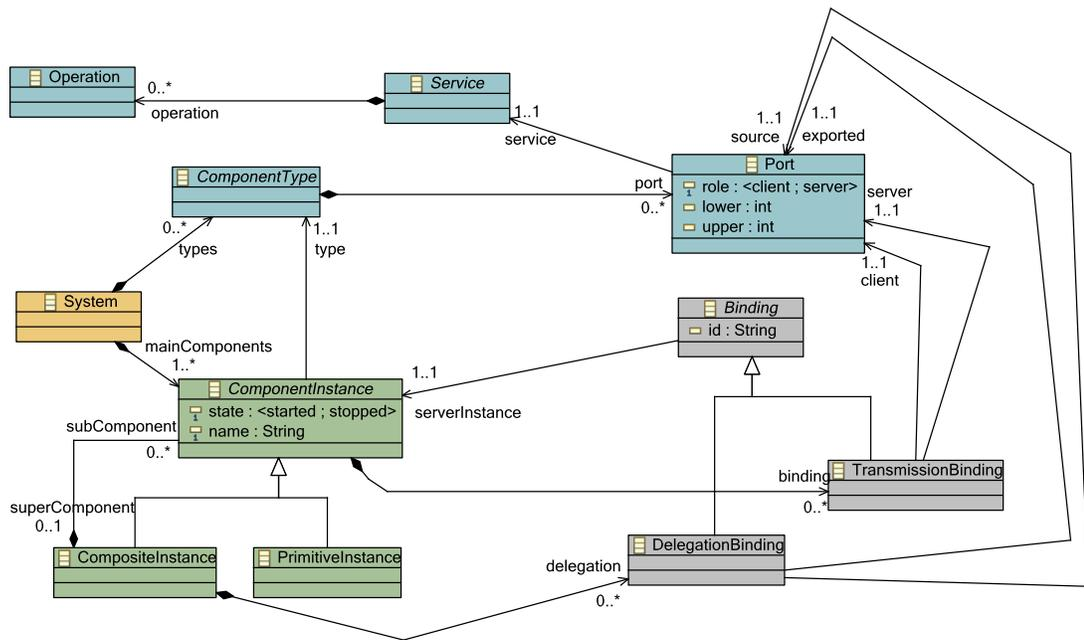 Operation
0..*
operation
Service
1..1
service
1..1
source
1..1
exported
Port
role : <client ; server>
lower : int
upper : int
port
0..*
server
1..1
1..1
client
ComponentType
0..*
types
1..1
type
System
mainComponents
1..*
Binding
id : String
1..1
serverInstance
ComponentInstance
state : <started ; stopped>
name : String
subComponent
0..*
superComponent
0..1
binding
0..*
TransmissionBinding
CompositeInstance
PrimitiveInstance
delegation
0..*
DelegationBinding